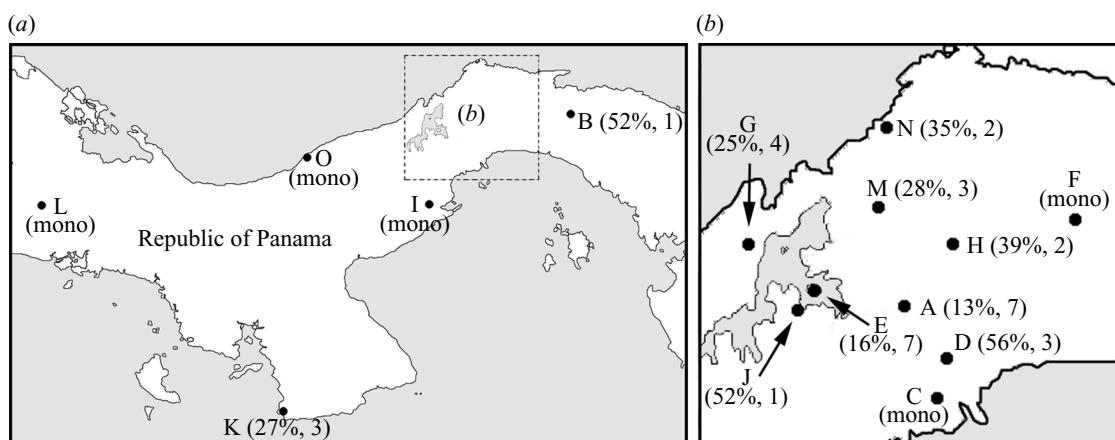 (a)
(b)
B (52%, 1)
O
(mono)
L
(mono)
I
(mono)
Republic of Panama
K (27%, 3)
(b)
G
(25%, 4)
N (35%, 2)
M (28%, 3)
F
(mono)
H (39%, 2)
A (13%, 7)
E
(16%, 7)
D (56%, 3)
J
(52%, 1)
C
(mono)